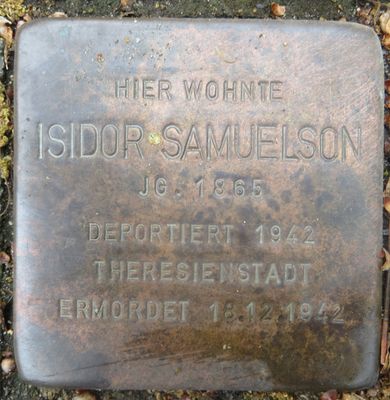 HIER WOHNTE
ISIDOR SAMUELSON
JG. 1865
DEPORTIERT 1942
THERESIENSTADT
ERMORDET 18.12.1942